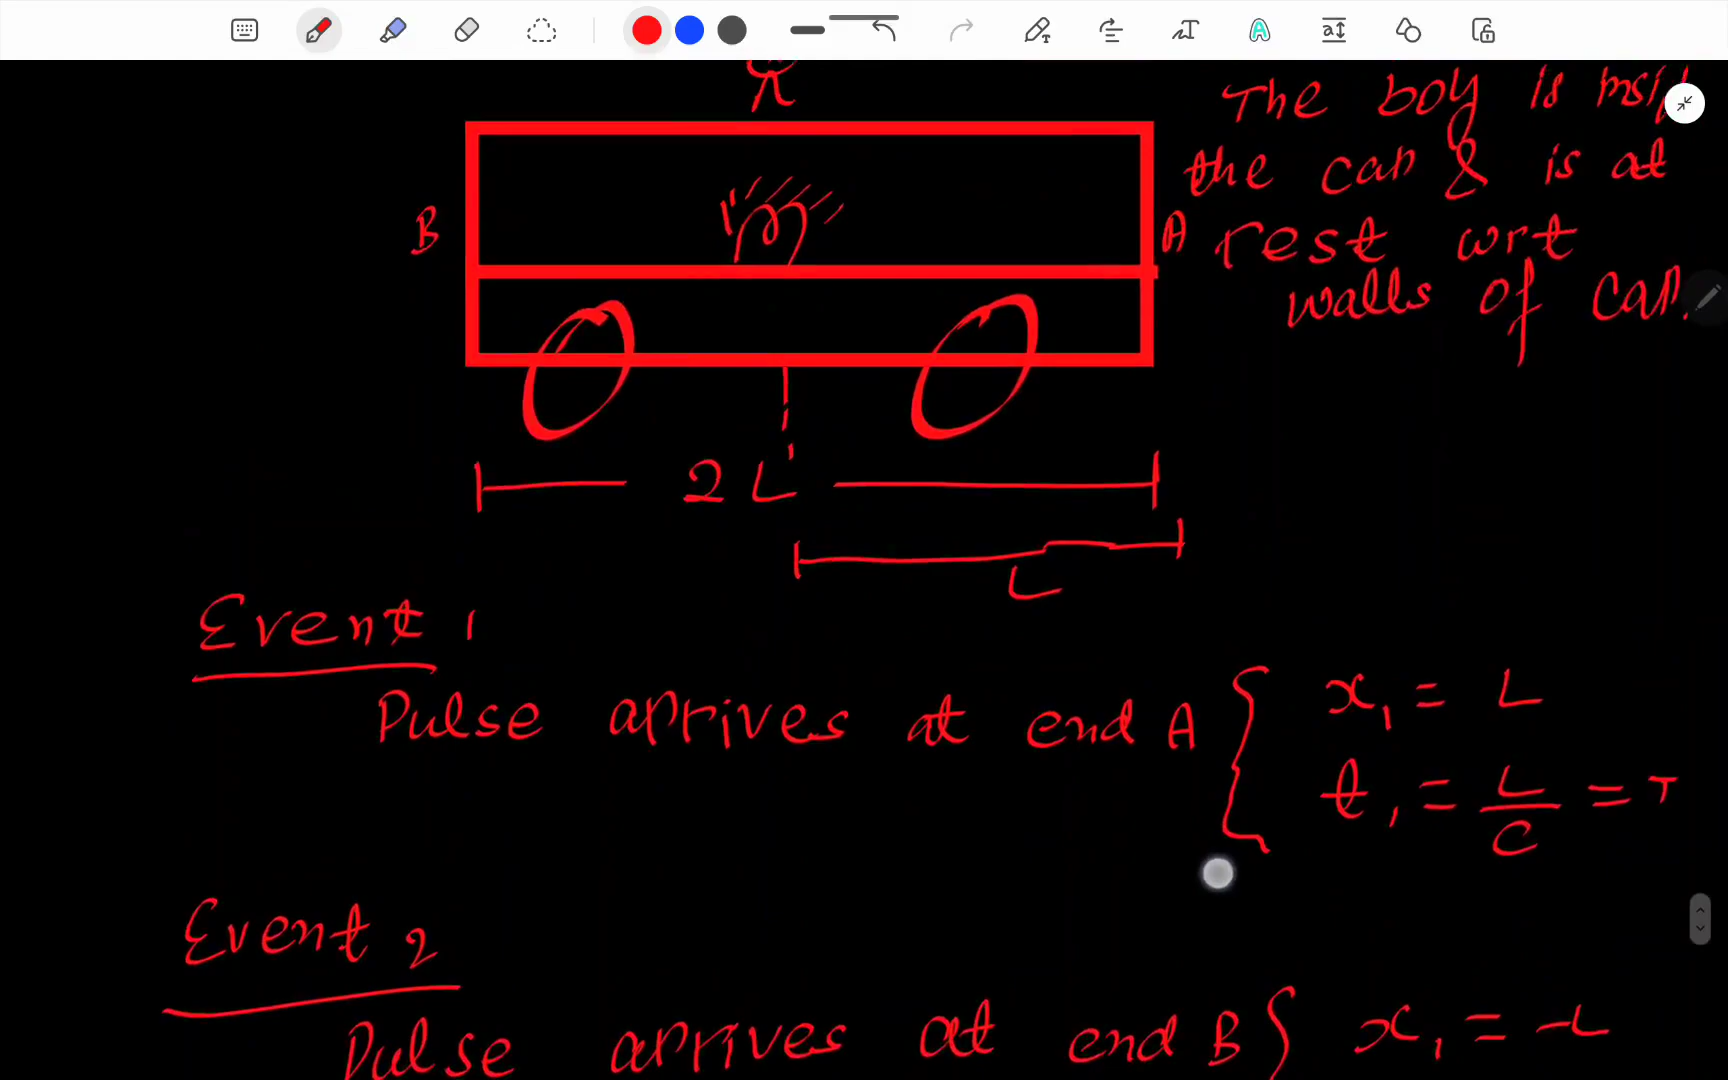 The boy is
the car & is at
B
A rest wrt
walls of car.
2L
L
Event 1
Pulse arrives at end A { x₁ = L
t₁ = L/c = T
Event 2
Pulse arrives at end B } x₁ = -L